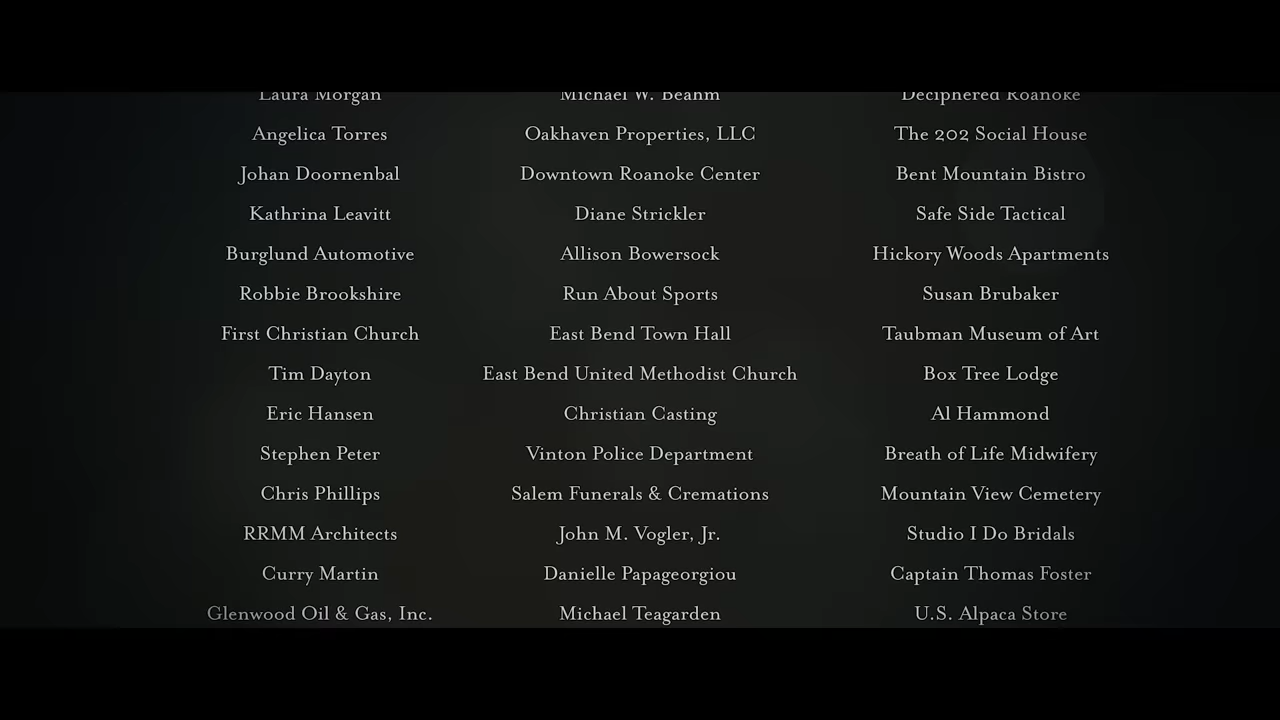 Laura Morgan
Angelica Torres
Johan Doornenbal
Kathrina Leavitt
Burglund Automotive
Robbie Brookshire
First Christian Church
Tim Dayton
Eric Hansen
Stephen Peter
Chris Phillips
RRMM Architects
Curry Martin
Glenwood Oil & Gas, Inc.
Michael W. Beahm
Oakhaven Properties, LLC
Downtown Roanoke Center
Diane Strickler
Allison Bowersock
Run About Sports
East Bend Town Hall
East Bend United Methodist Church
Christian Casting
Vinton Police Department
Salem Funerals & Cremations
John M. Vogler, Jr.
Danielle Papageorgiou
Michael Teagarden
Deciphered Roanoke
The 202 Social House
Bent Mountain Bistro
Safe Side Tactical
Hickory Woods Apartments
Susan Brubaker
Taubman Museum of Art
Box Tree Lodge
Al Hammond
Breath of Life Midwifery
Mountain View Cemetery
Studio I Do Bridals
Captain Thomas Foster
U.S. Alpaca Store